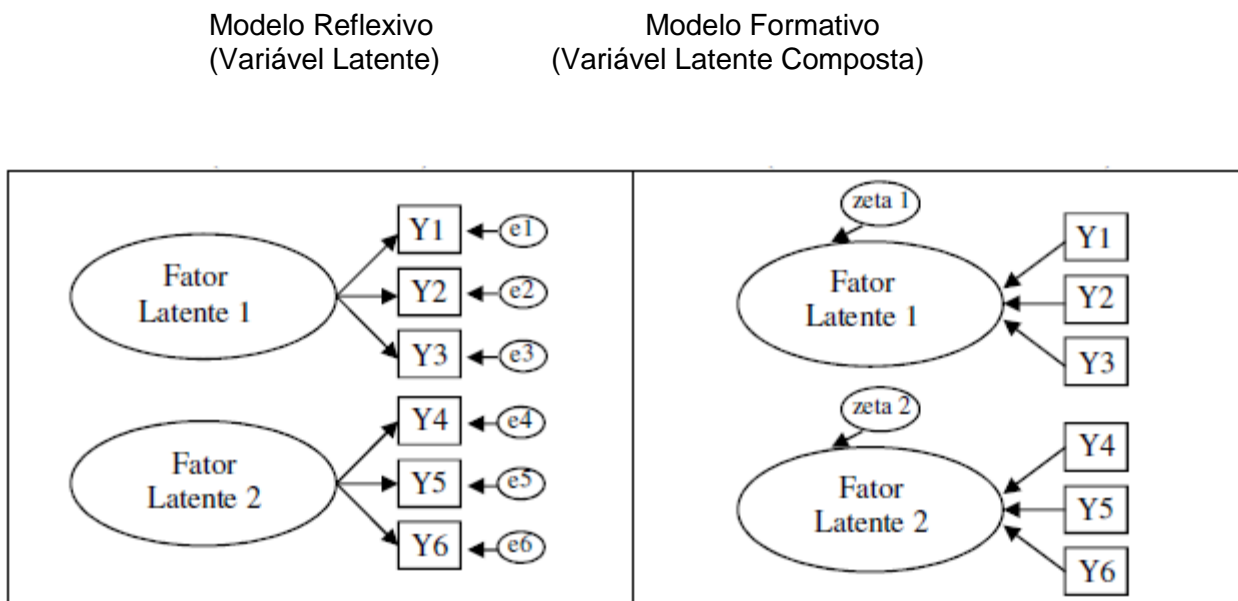 Modelo Reflexivo
(Variável Latente)
Modelo Formativo
(Variável Latente Composta)
Fator
Latente 1
Y1
e1
Y2
e2
Y3
e3
Fator
Latente 2
Y4
e4
Y5
e5
Y6
e6
zeta 1
Fator
Latente 1
Y1
Y2
Y3
zeta 2
Fator
Latente 2
Y4
Y5
Y6